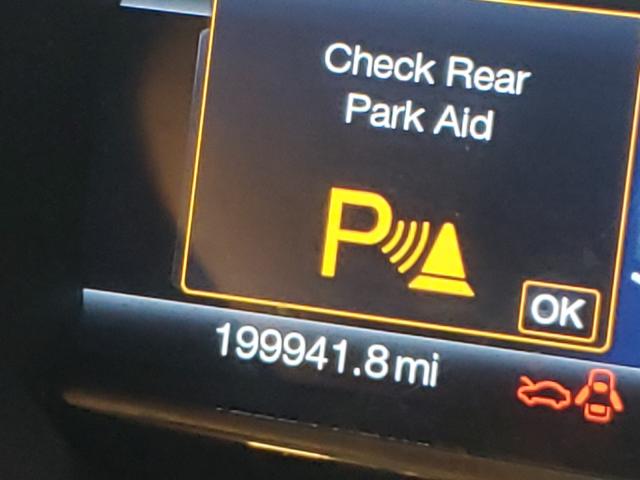 Check Rear
Park Aid
P
OK
199941.8 mi